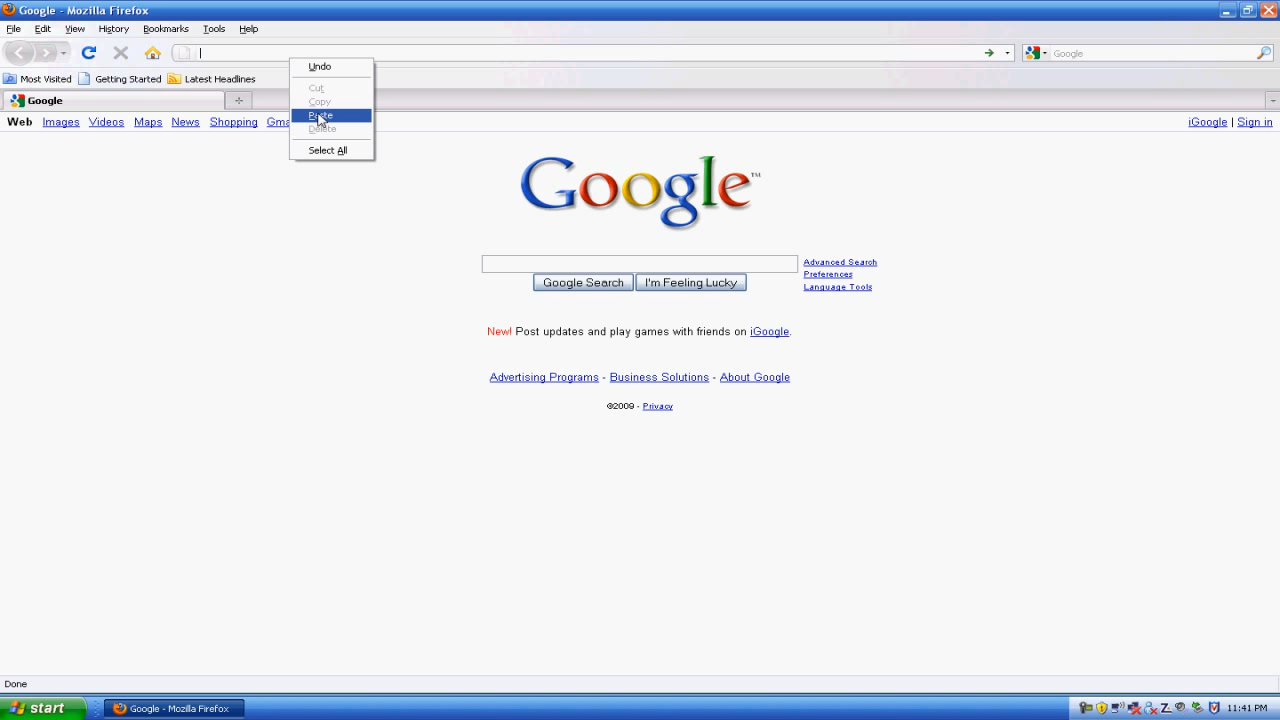 Google - Mozilla Firefox
File Edit View History Bookmarks Tools Help
Google
Most Visited Getting Started Latest Headlines
Google
Web Images Videos Maps News Shopping iGoogle | Sign in
Undo
Cut
Copy
Paste
Delete
Select All
Google™
Advanced Search
Preferences
Language Tools
Google Search I'm Feeling Lucky
New! Post updates and play games with friends on iGoogle.
Advertising Programs - Business Solutions - About Google
©2009 - Privacy
Done
start Google - Mozilla Firefox 11:41 PM